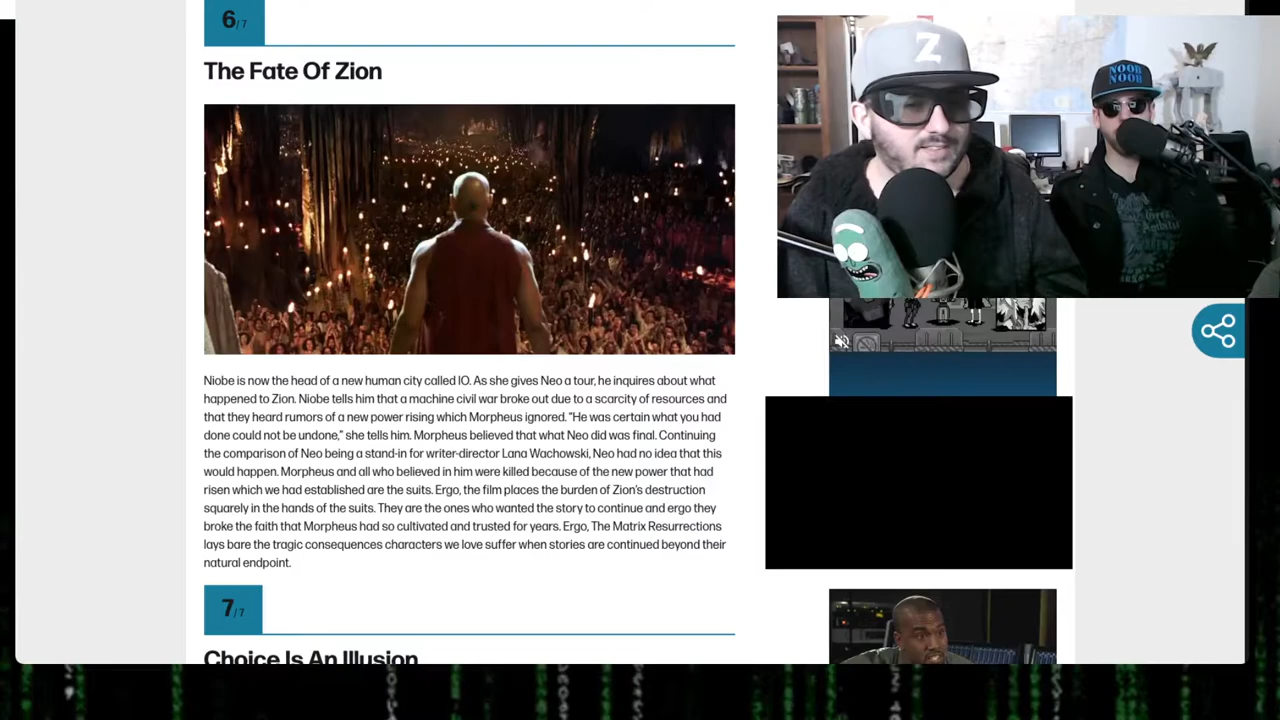 6/7
The Fate Of Zion
Z
NOOB
NOOB
Niobe is now the head of a new human city called IO. As she gives Neo a tour, he inquires about what
happened to Zion. Niobe tells him that a machine civil war broke out due to a scarcity of resources and
that they heard rumors of a new power rising which Morpheus ignored. "He was certain what you had
done could not be undone," she tells him. Morpheus believed that what Neo did was final. Continuing
the comparison of Neo being a stand-in for writer-director Lana Wachowski, Neo had no idea that this
would happen. Morpheus and all who believed in him were killed because of the new power that had
risen which we had established are the suits. Ergo, the film places the burden of Zion's destruction
squarely in the hands of the suits. They are the ones who wanted the story to continue and ergo they
broke the faith that Morpheus had so cultivated and trusted for years. Ergo, The Matrix Resurrections
lays bare the tragic consequences characters we love suffer when stories are continued beyond their
natural endpoint.
7/7
Choice Is An Illusion